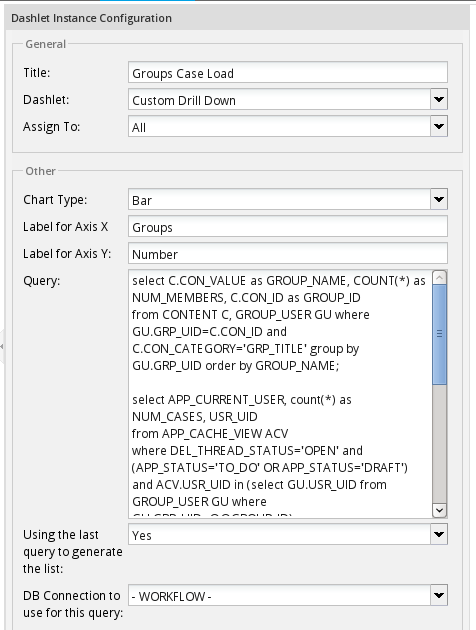 Dashlet Instance Configuration
General
Title:
Groups Case Load
Dashlet:
Custom Drill Down
Assign To:
All
Other
Chart Type:
Bar
Label for Axis X
Groups
Label for Axis Y:
Number
Query:
select C.CON_VALUE as GROUP_NAME, COUNT(*) as
NUM_MEMBERS, C.CON_ID as GROUP_ID
from CONTENT C, GROUP_USER GU where
GU.GRP_UID=C.CON_ID and
C.CON_CATEGORY='GRP_TITLE' group by
GU.GRP_UID order by GROUP_NAME;
select APP_CURRENT_USER, count(*) as
NUM_CASES, USR_UID
from APP_CACHE_VIEW ACV
where DEL_THREAD_STATUS='OPEN' and
(APP_STATUS='TO_DO' OR APP_STATUS='DRAFT')
and ACV.USR_UID in (select GU.USR_UID from
GROUP_USER GU where
Using the last
query to generate
the list:
Yes
DB Connection to
use for this query:
- WORKFLOW -